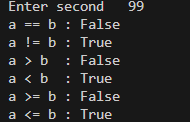 Enter second   99
a == b : False
a != b : True
a > b  : False
a < b  : True
a >= b : False
a <= b : True